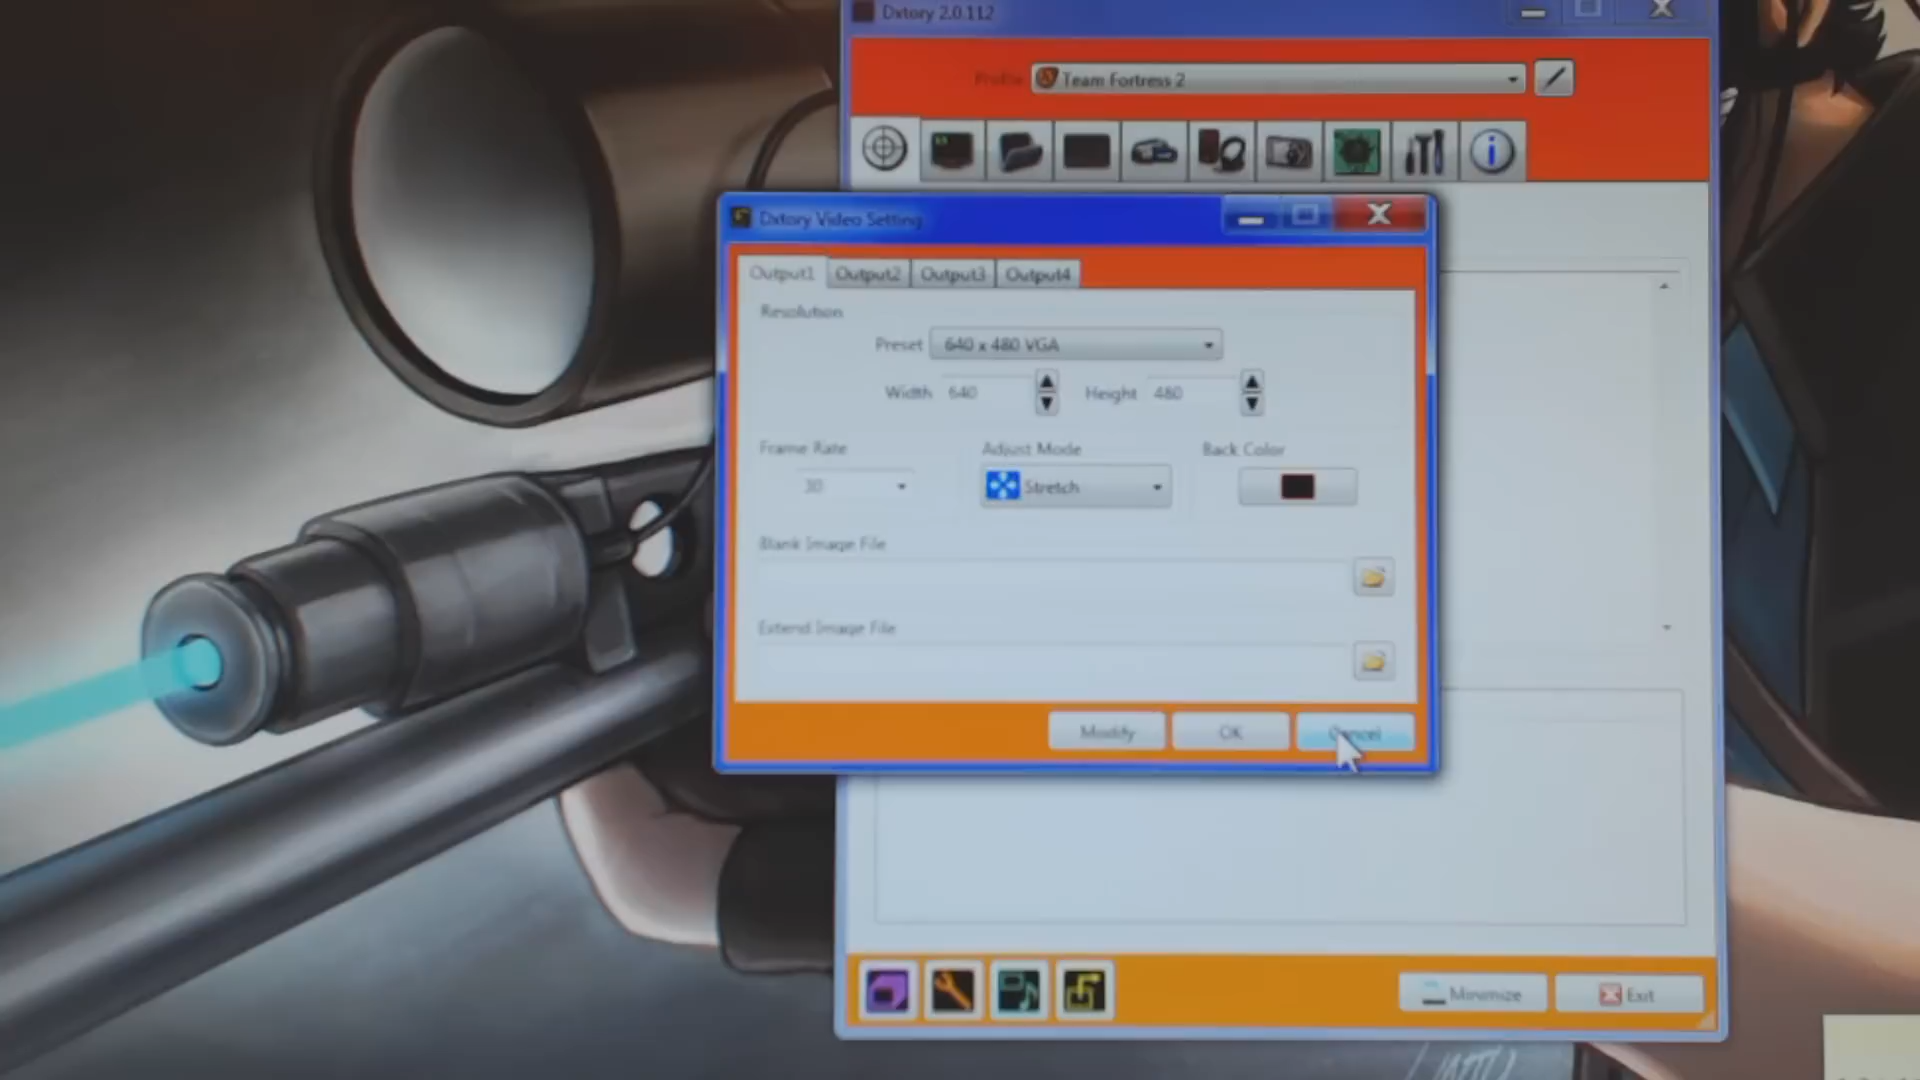 Dxtory 2.0.112
Profile Team Fortress 2
Dxtory Video Setting
Output1 Output2 Output3 Output4
Resolution
Preset 640 x 480 VGA
Width 640 Height 480
Frame Rate Adjust Mode Back Color
30 Stretch
Blank Image File
Extend Image File
Modify OK Cancel
Minimize Exit